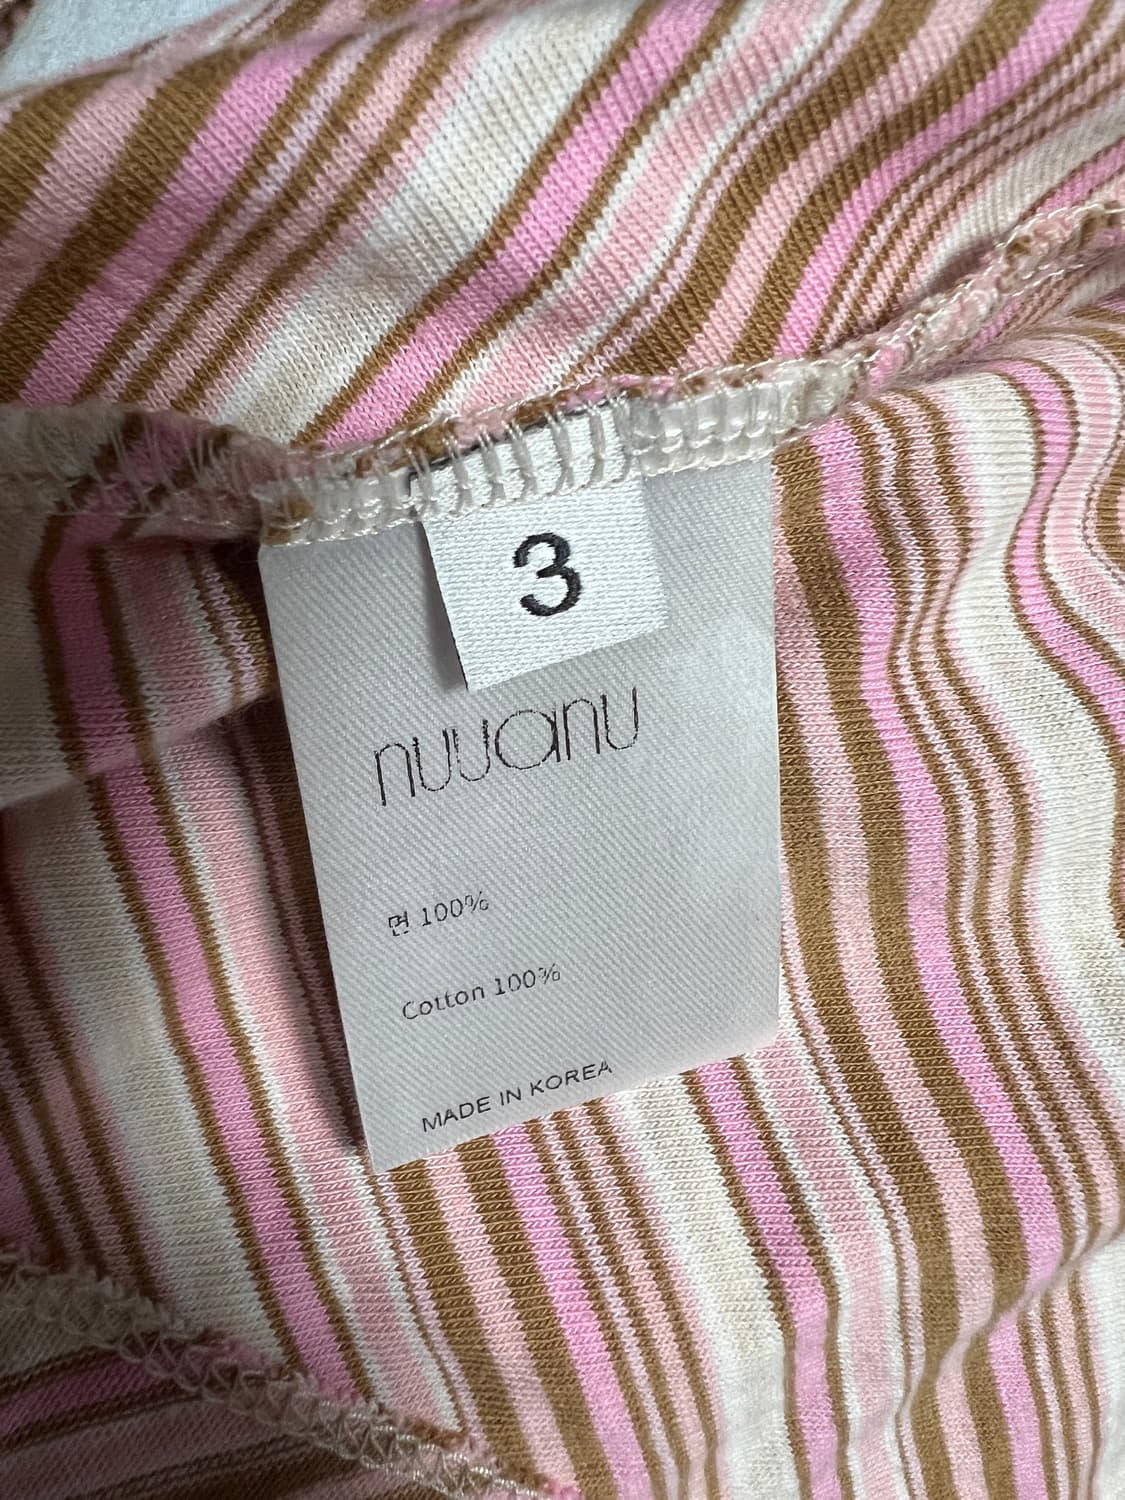 3
nuuanu
면 100%
Cotton 100%
MADE IN KOREA